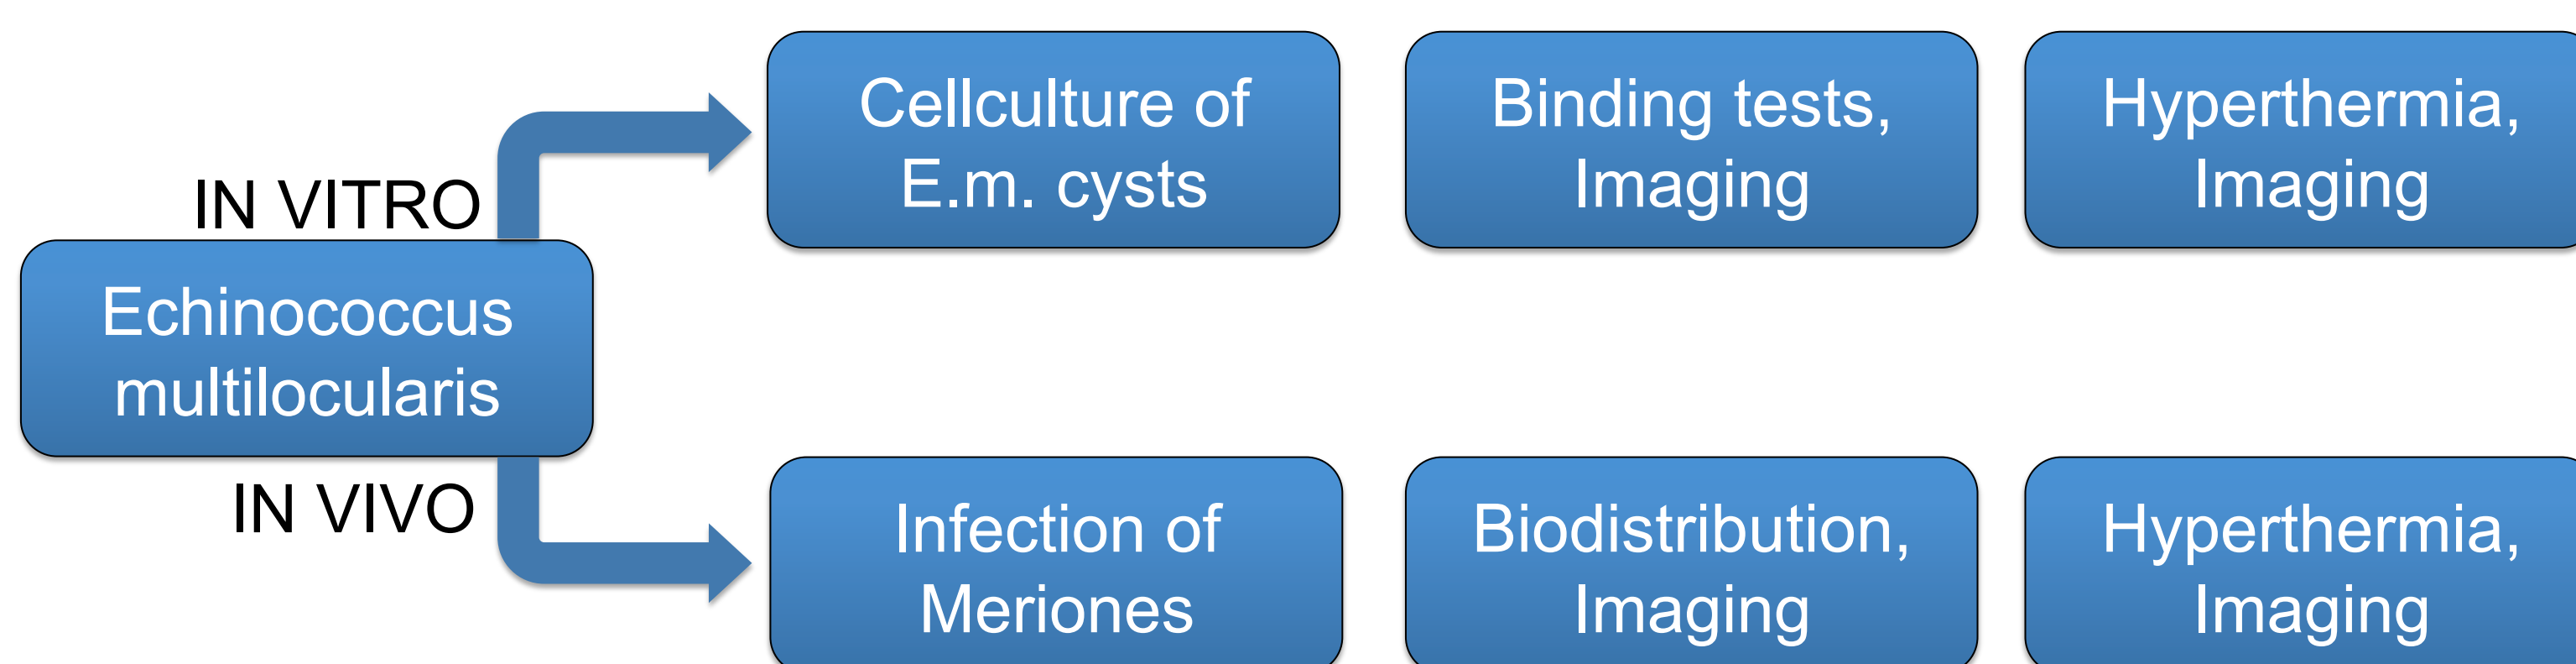 IN VITRO
Cellculture of
E.m. cysts
Binding tests,
Imaging
Hyperthermia,
Imaging
Echinococcus
multilocularis
IN VIVO
Infection of
Meriones
Biodistribution,
Imaging
Hyperthermia,
Imaging